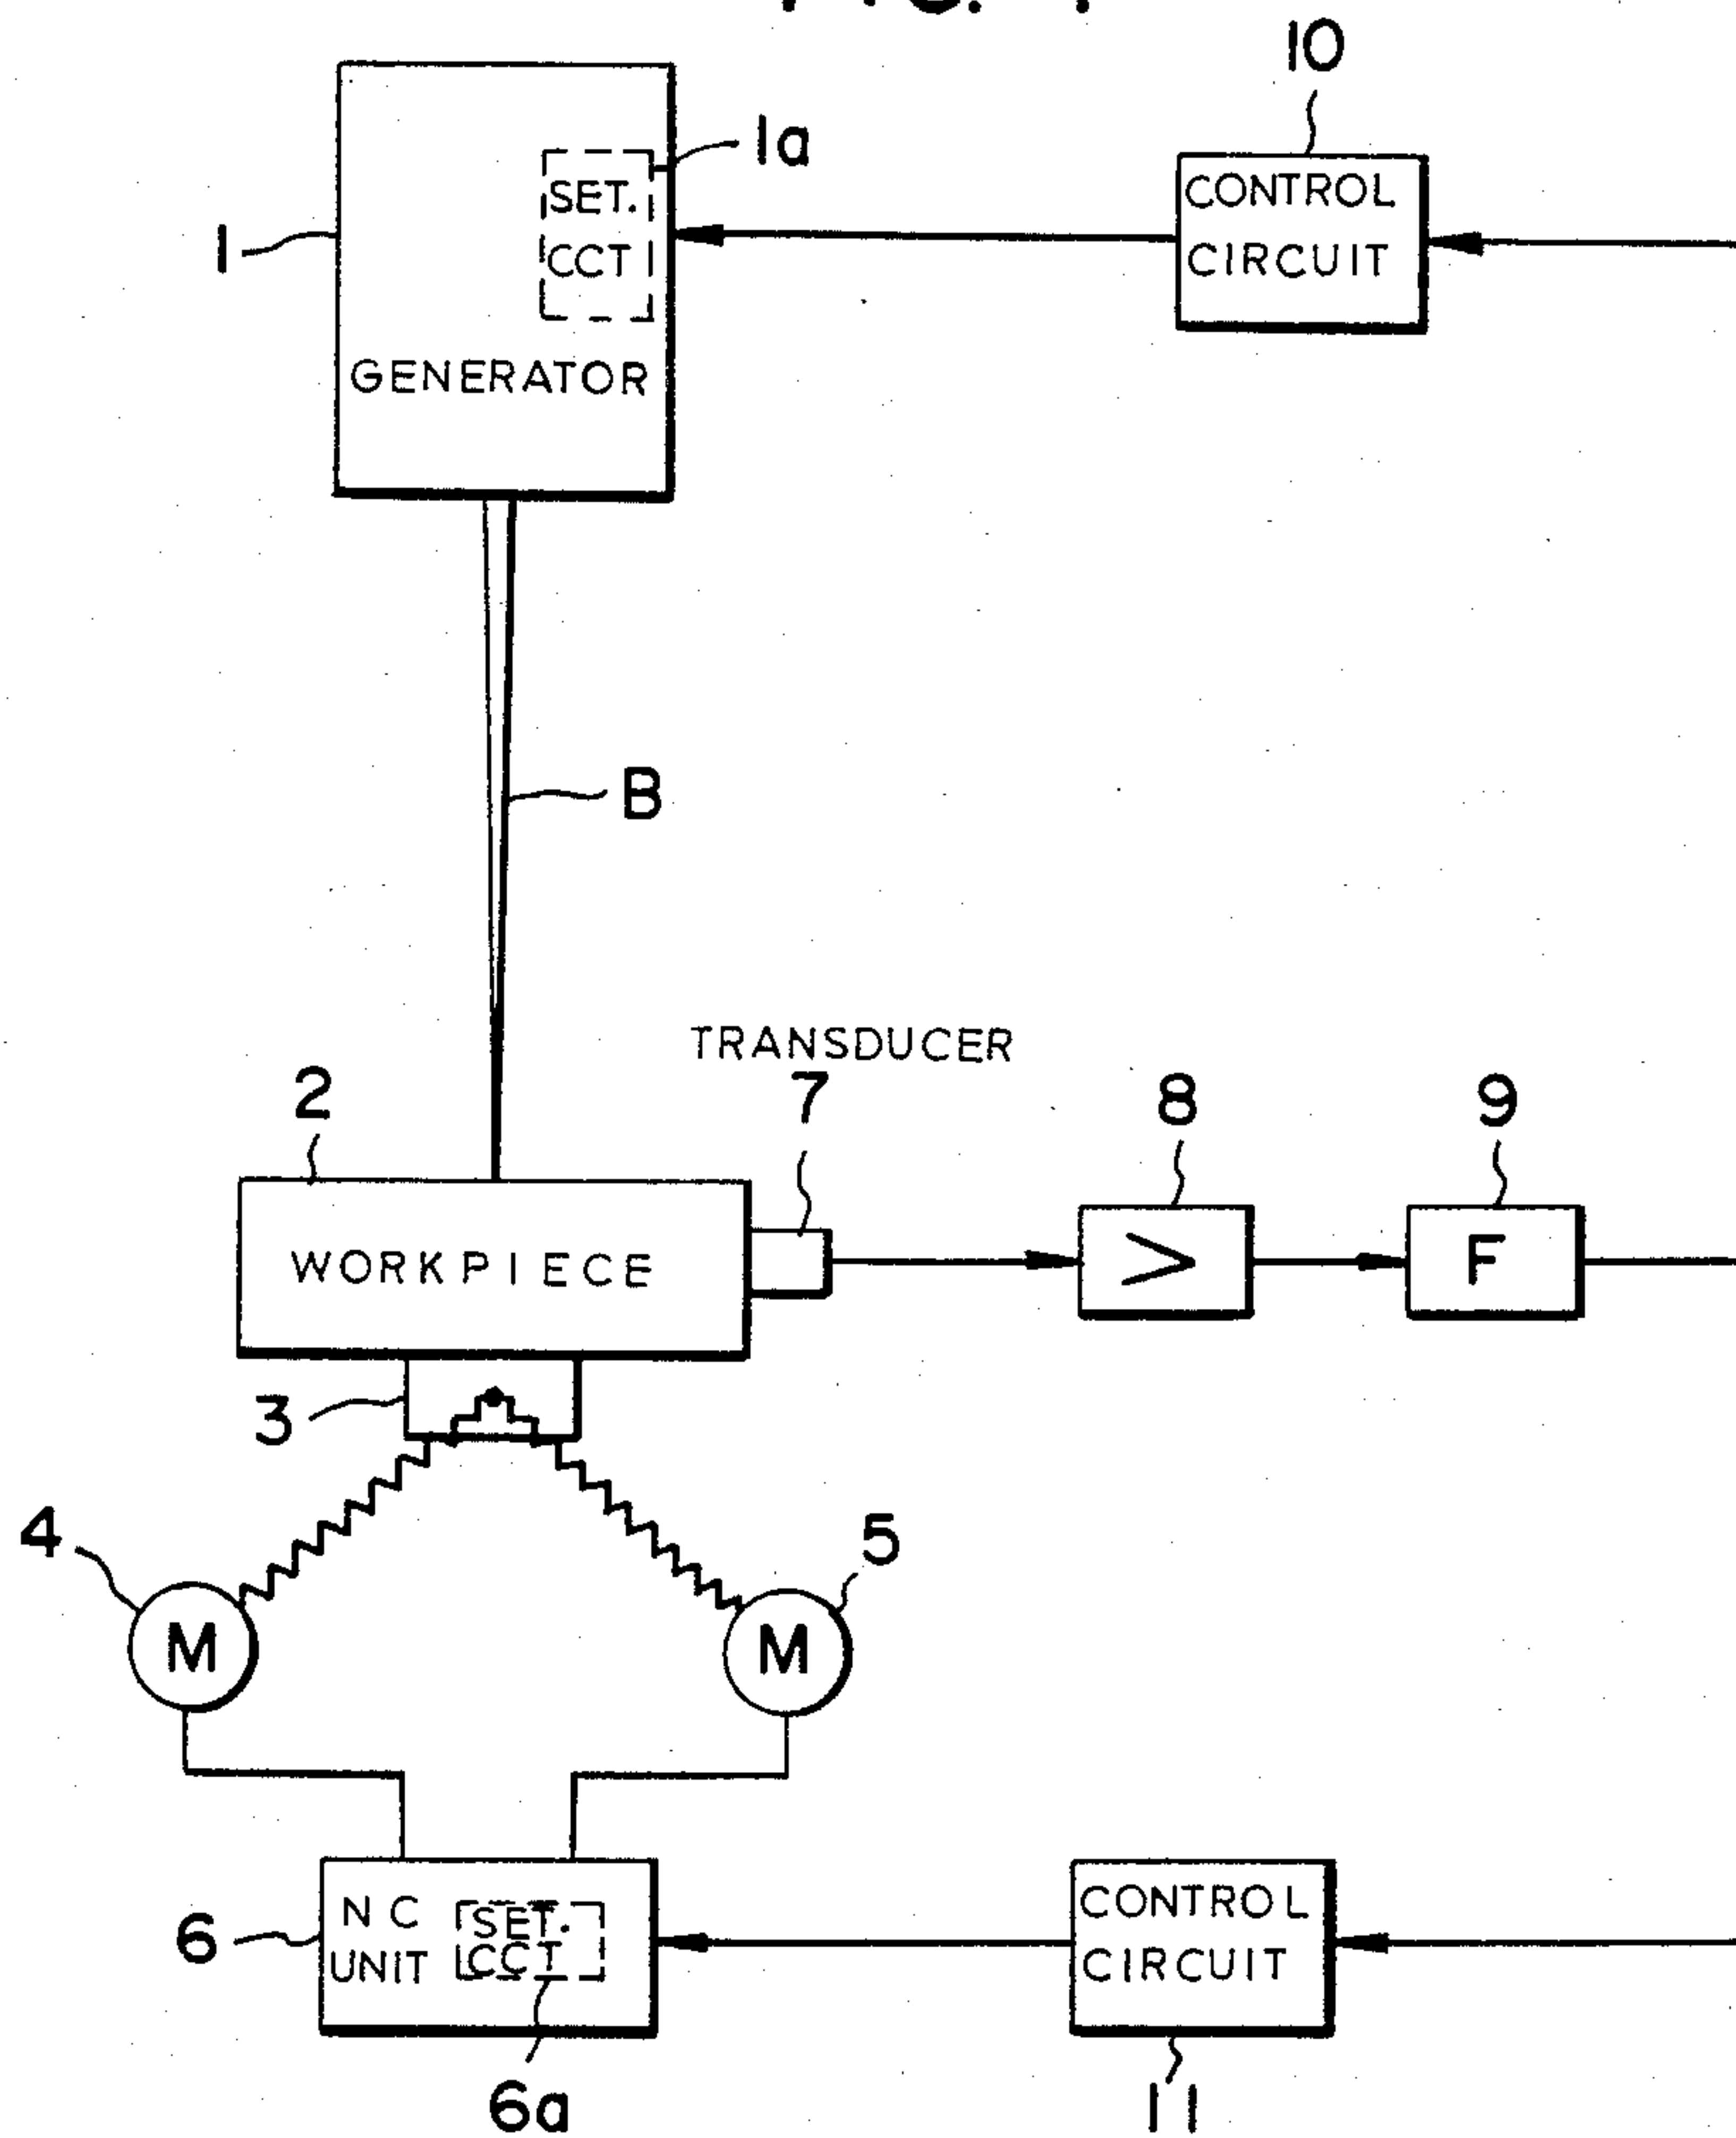 10
1a
SET.
CCT
CONTROL
CIRCUIT
1
GENERATOR
B
TRANSDUCER
2
7
8
9
WORKPIECE
>
F
3
4
5
M
M
NC
UNIT
SET.
CCT
CONTROL
CIRCUIT
6
6a
11